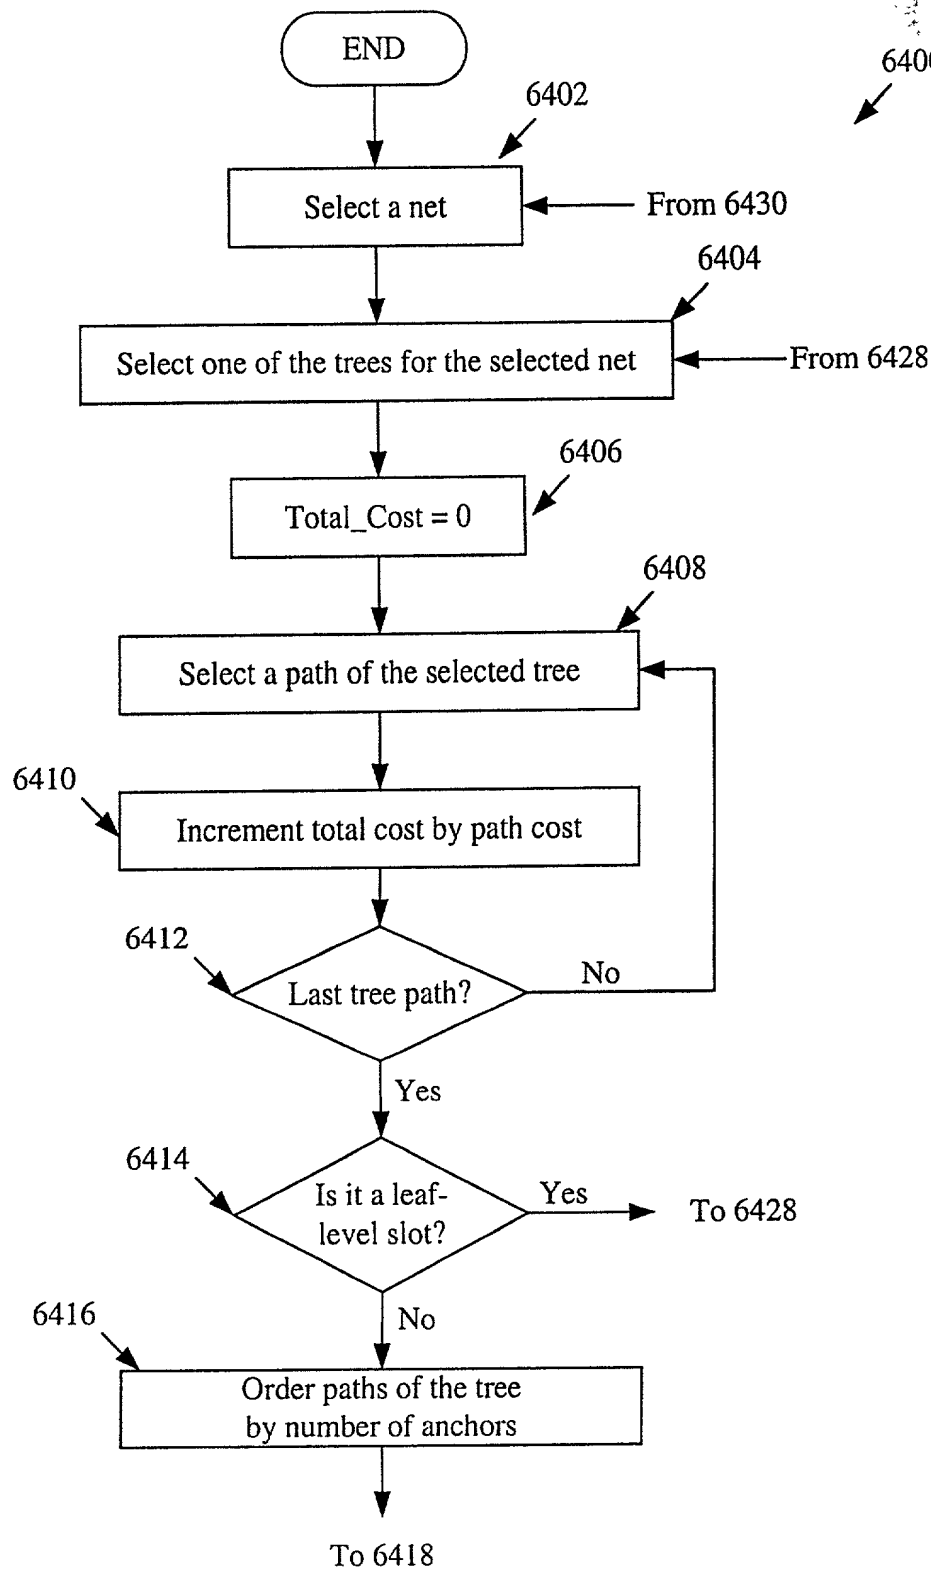 END
6400
6402
Select a net
From 6430
6404
Select one of the trees for the selected net
From 6428
6406
Total_Cost = 0
6408
Select a path of the selected tree
6410
Increment total cost by path cost
6412
Last tree path?
No
Yes
6414
Is it a leaf-
level slot?
Yes
To 6428
No
6416
Order paths of the tree
by number of anchors
To 6418